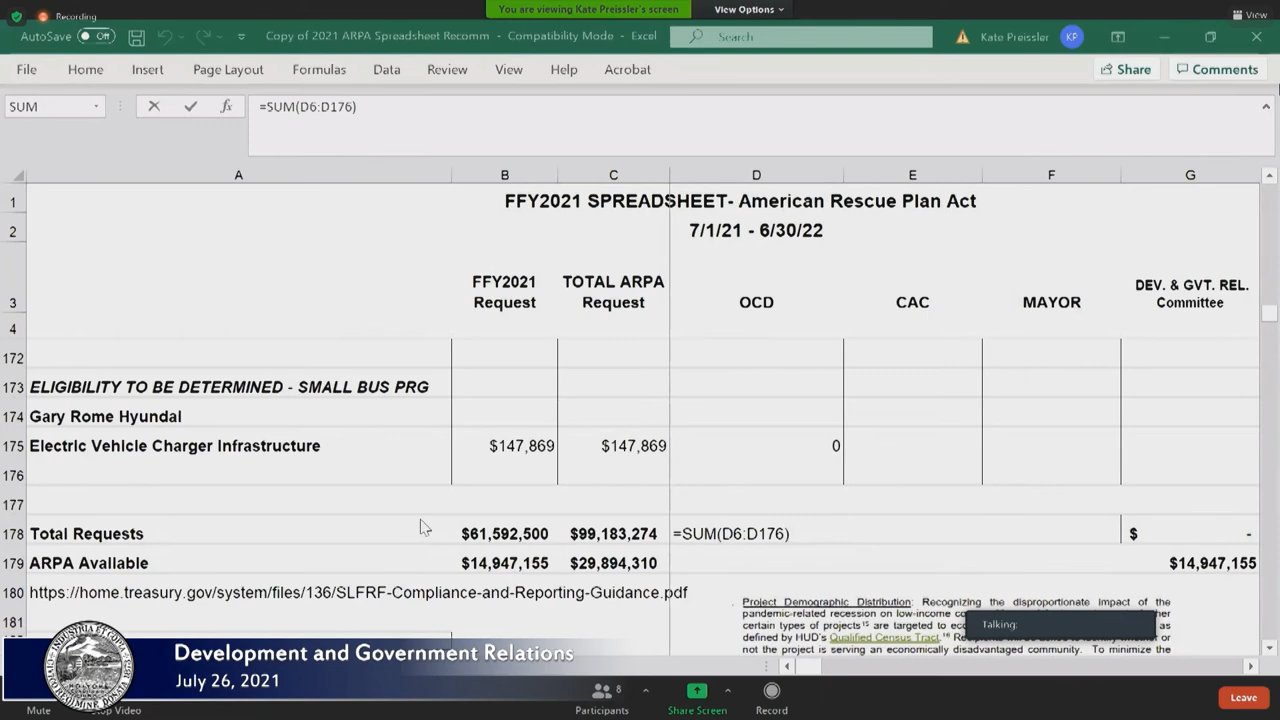 Recording
You are viewing Kate Preissler's screen
View Options
View
AutoSave Off
Copy of 2021 ARPA Spreadsheet Recomm - Compatibility Mode - Excel
Search
Kate Preissler
KP
File Home Insert Page Layout Formulas Data Review View Help Acrobat
Share
Comments
SUM
fx
=SUM(D6:D176)
A B C D E F G
1 FFY2021 SPREADSHEET- American Rescue Plan Act
2 7/1/21 - 6/30/22
3 FFY2021 Request TOTAL ARPA Request OCD CAC MAYOR DEV. & GVT. REL. Committee
4
172
173 ELIGIBILITY TO BE DETERMINED - SMALL BUS PRG
174 Gary Rome Hyundai
175 Electric Vehicle Charger Infrastructure $147,869 $147,869 0
176
177
178 Total Requests $61,592,500 $99,183,274 =SUM(D6:D176) $ -
179 ARPA Available $14,947,155 $29,894,310 $14,947,155
180 https://home.treasury.gov/system/files/136/SLFRF-Compliance-and-Reporting-Guidance.pdf
181
Project Demographic Distribution: Recognizing the disproportionate impact of the
pandemic-related recession on low-income
certain types of projects15 are targeted to
defined by HUD's Qualified Census Tract.16
not the project is serving an economically disadvantaged community. To minimize the
Talking:
Development and Government Relations
July 26, 2021
Mute
Stop Video
Participants 8
Share Screen
Record
Leave